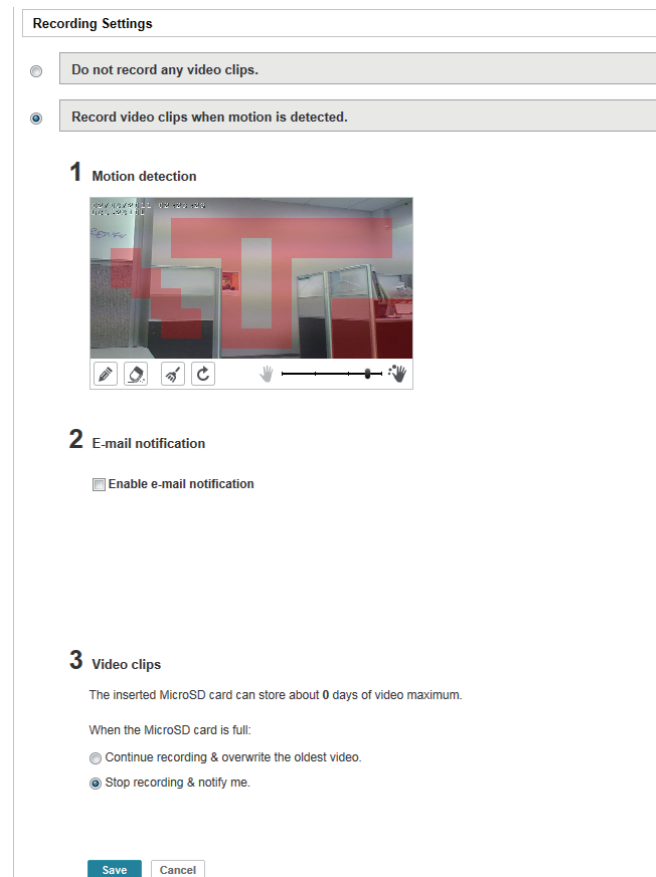 Recording Settings
Do not record any video clips.
Record video clips when motion is detected.
1 Motion detection
2 E-mail notification
Enable e-mail notification
3 Video clips
The inserted MicroSD card can store about 0 days of video maximum.
When the MicroSD card is full:
Continue recording & overwrite the oldest video.
Stop recording & notify me.
Save Cancel